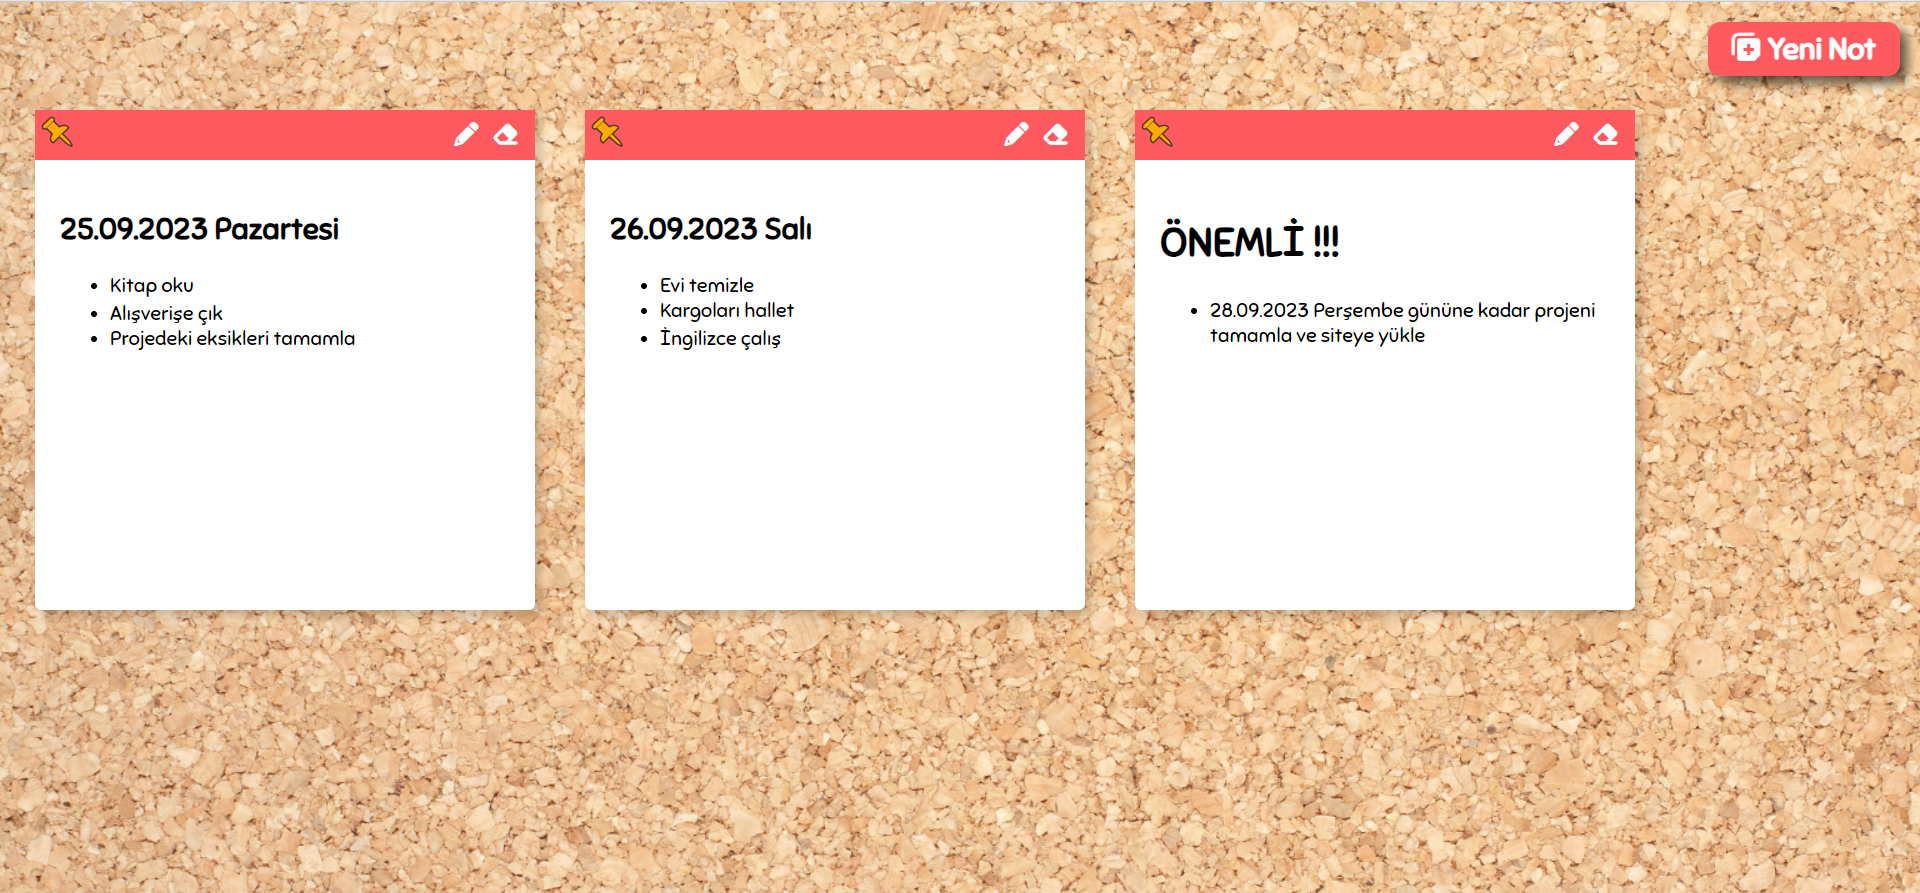 Yeni Not
25.09.2023 Pazartesi
Kitap oku
Alışverişe çık
Projedeki eksikleri tamamla
26.09.2023 Salı
Evi temizle
Kargoları hallet
İngilizce çalış
ÖNEMLİ !!!
28.09.2023 Perşembe gününe kadar projeni
tamamla ve siteye yükle